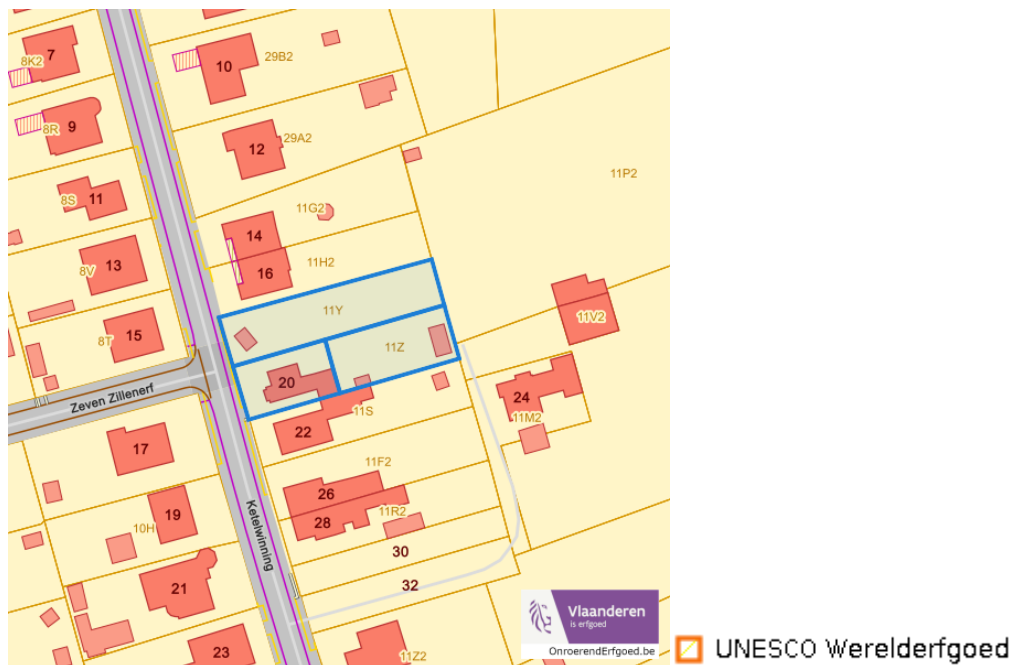 7
8K2
10
29B2
9
8R
12
29A2
11P2
11
8S
11G2
14
13
8V
16
11H2
15
8T
11Y
11V2
11Z
20
24
Zeven Zillenerf
11S
11M2
22
17
11F2
26
11R2
28
19
10H
Ketelwinning
30
32
21
Vlaanderen
is erfgoed
OnroerendErfgoed.be
UNESCO Werelderfgoed
23
11Z2